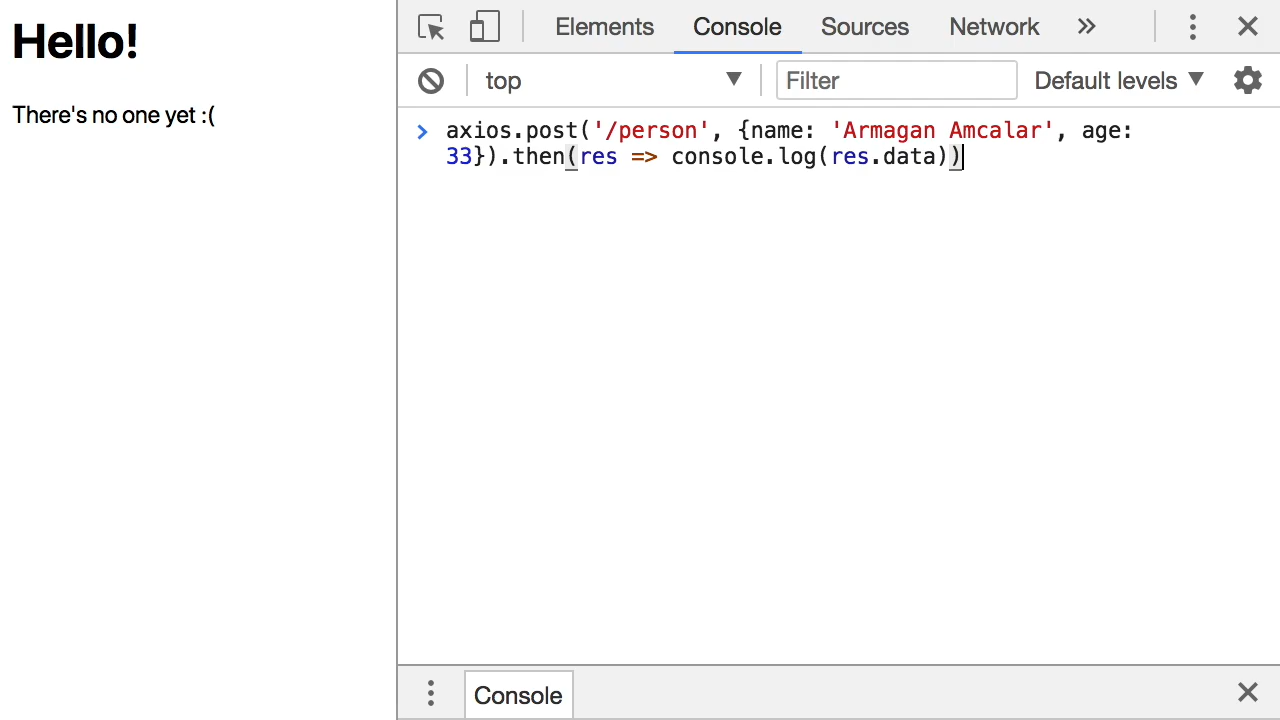 Hello!
There's no one yet :(
Elements Console Sources Network
top Filter Default levels
axios.post('/person', {name: 'Armagan Amcalar', age:
33}).then(res => console.log(res.data))
Console